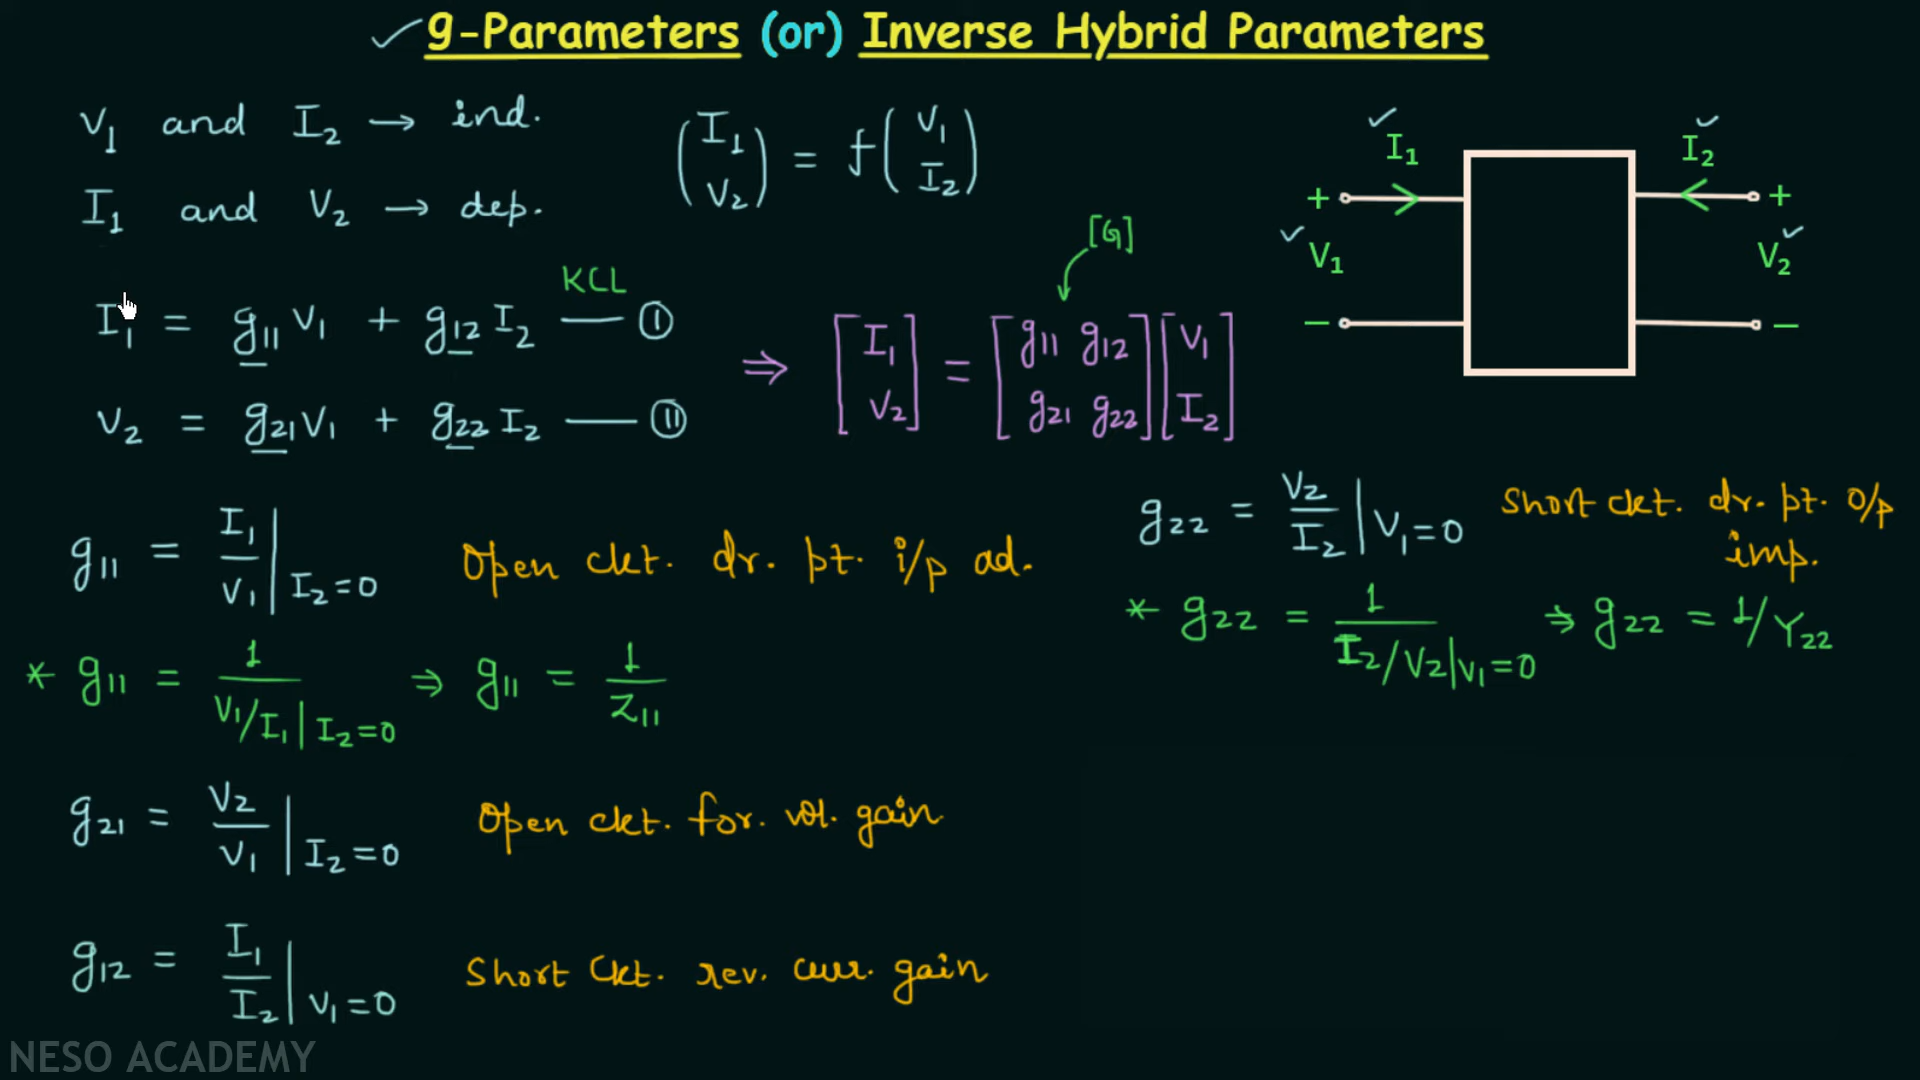 g-Parameters (or) Inverse Hybrid Parameters
V1 and I2 → ind.
I1 and V2 → dep.
(I1 V2) = f(V1 I2)
I1 I2
+ +
V1 V2
− −
I1 = g11 V1 + g12 I2 — KCL ①
V2 = g21 V1 + g22 I2 — ⑪
[G]
⇒ [I1 V2] = [g11 g12 g21 g22] [V1 I2]
g11 = I1/V1 | I2=0 Open ckt. dr. pt. i/p ad.
* g11 = 1/(V1/I1 | I2=0) ⇒ g11 = 1/Z11
g21 = V2/V1 | I2=0 Open ckt. for. vol. gain
g12 = I1/I2 | V1=0 Short Ckt. rev. curr. gain
g22 = V2/I2 | V1=0 Short ckt. dr. pt. o/p
imp.
* g22 = 1/(I2/V2 | V1=0) ⇒ g22 = 1/Y22
NESO ACADEMY